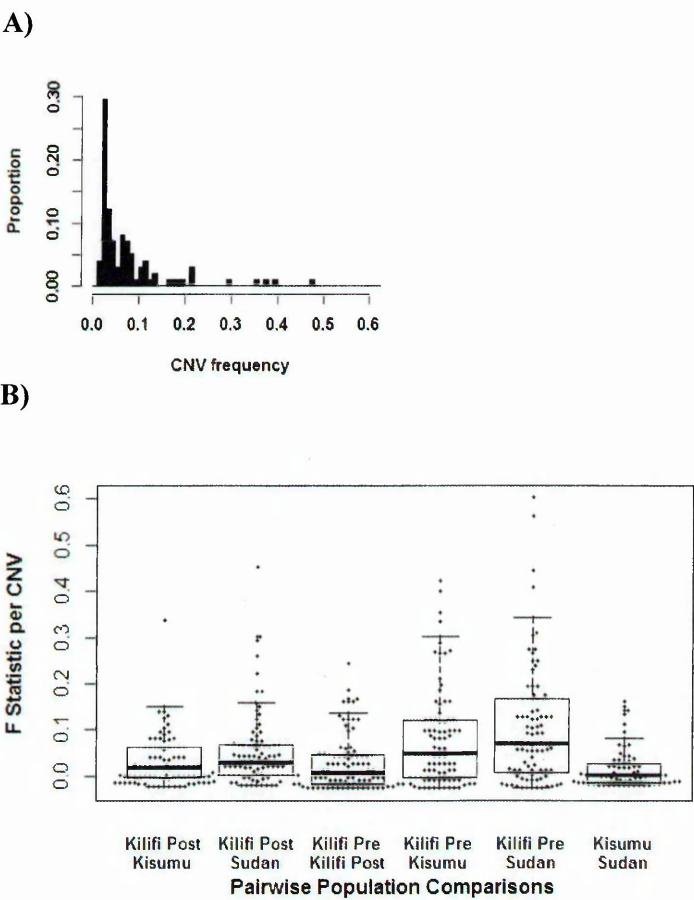 A)
0.30
0.20
0.10
0.00
Proportion
0.0 0.1 0.2 0.3 0.4 0.5 0.6
CNV frequency
B)
0.6
0.5
0.4
0.3
0.2
0.1
0.0
F Statistic per CNV
Kilifi Post Kilifi Post Kilifi Pre Kilifi Pre Kilifi Pre Kisumu
Kisumu Sudan Kilifi Post Kisumu Sudan Sudan
Pairwise Population Comparisons